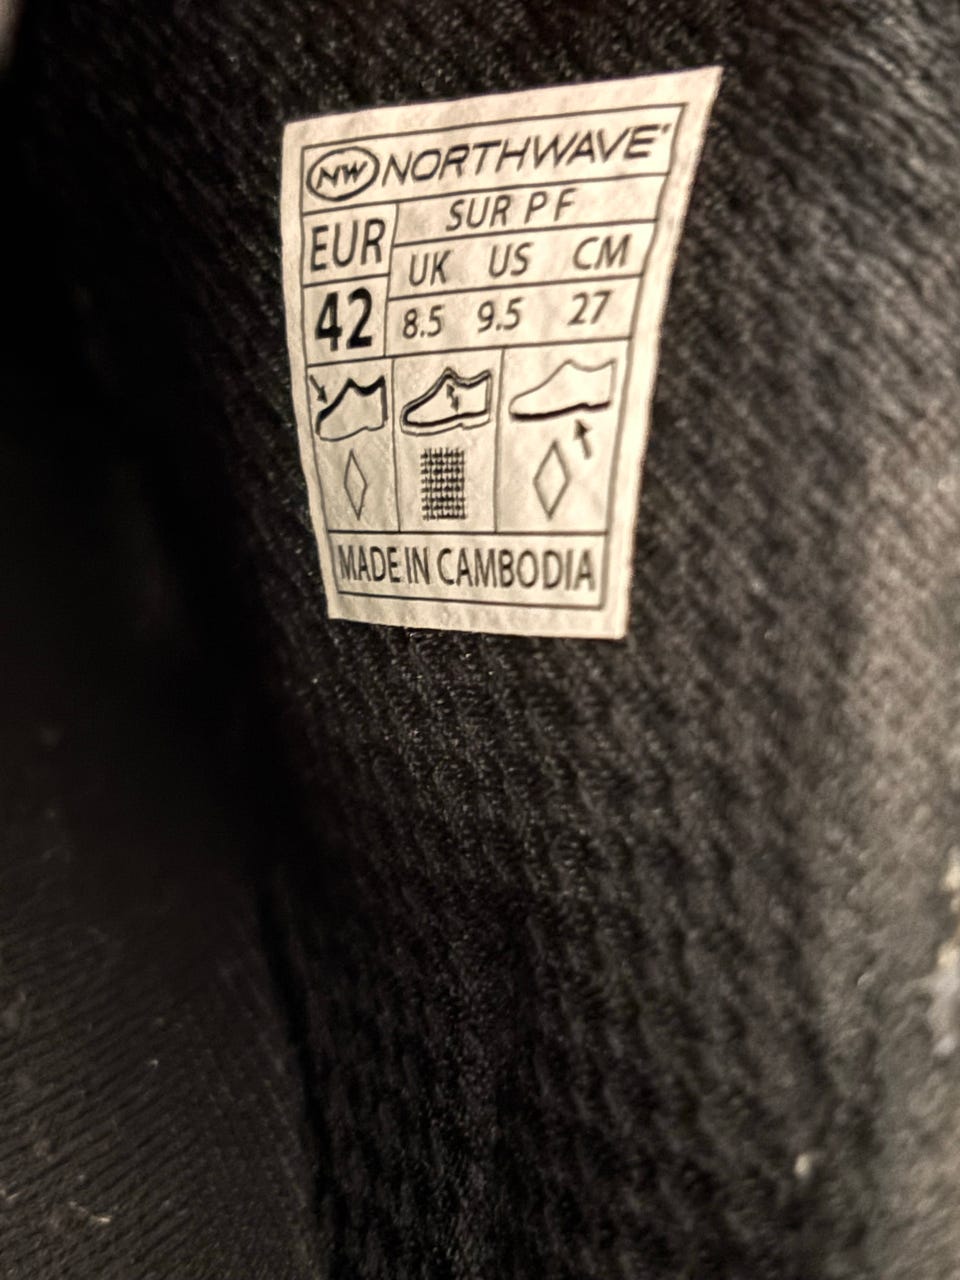 NW NORTHWAVE®
SUR PF
EUR
UK US CM
42
8.5 9.5 27
MADE IN CAMBODIA